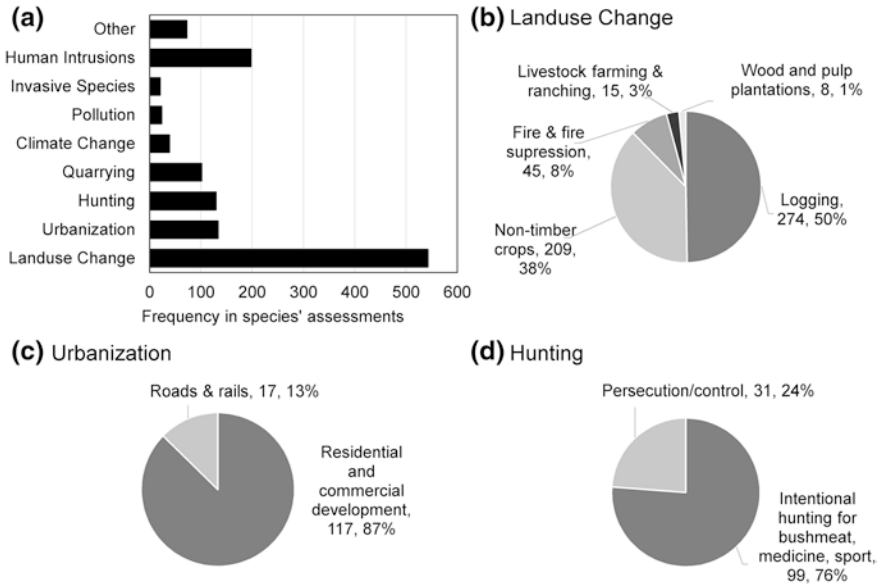 (a)
Other
Human Intrusions
Invasive Species
Pollution
Climate Change
Quarrying
Hunting
Urbanization
Landuse Change
0 100 200 300 400 500 600
Frequency in species' assessments
(b) Landuse Change
Livestock farming &
ranching, 15, 3%
Wood and pulp
plantations, 8, 1%
Fire & fire
supression,
45, 8%
Non-timber
crops, 209,
38%
Logging,
274, 50%
(c) Urbanization
Roads & rails, 17, 13%
Residential
and
commercial
development,
117, 87%
(d) Hunting
Persecution/control, 31, 24%
Intentional
hunting for
bushmeat,
medicine, sport,
99, 76%